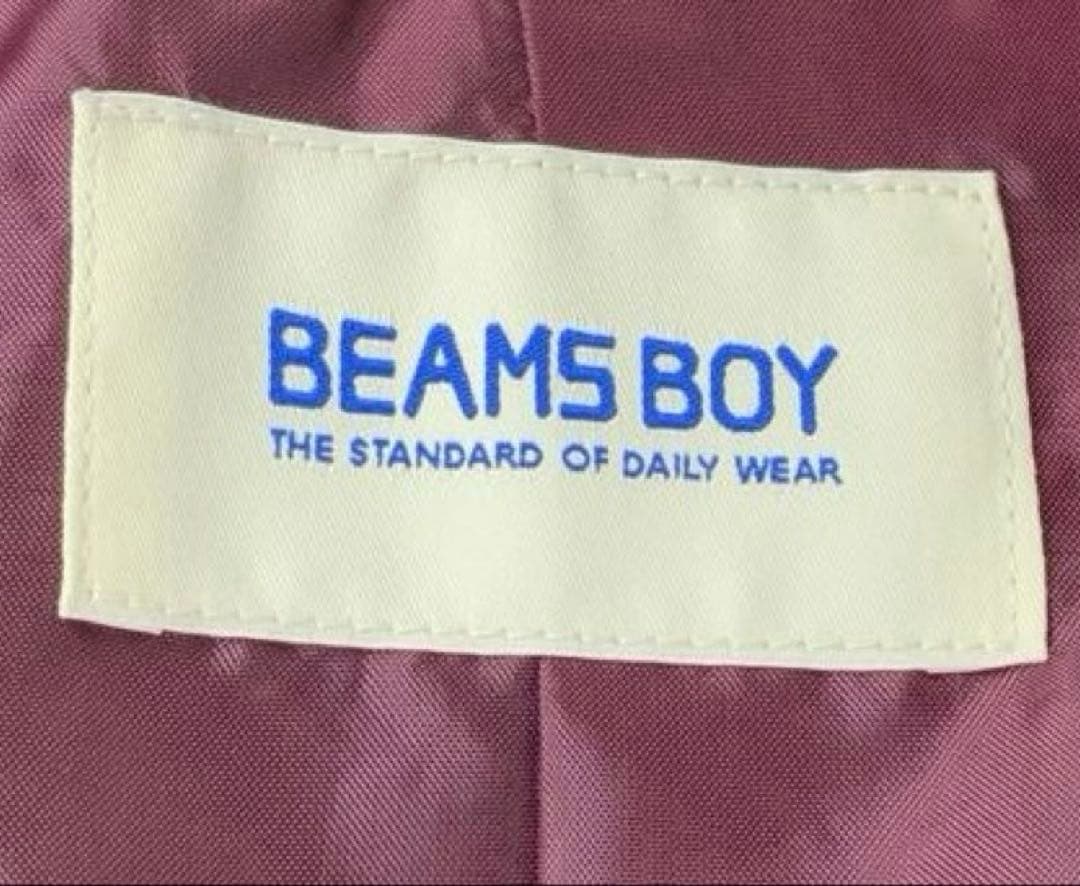 BEAMS BOY
THE STANDARD OF DAILY WEAR